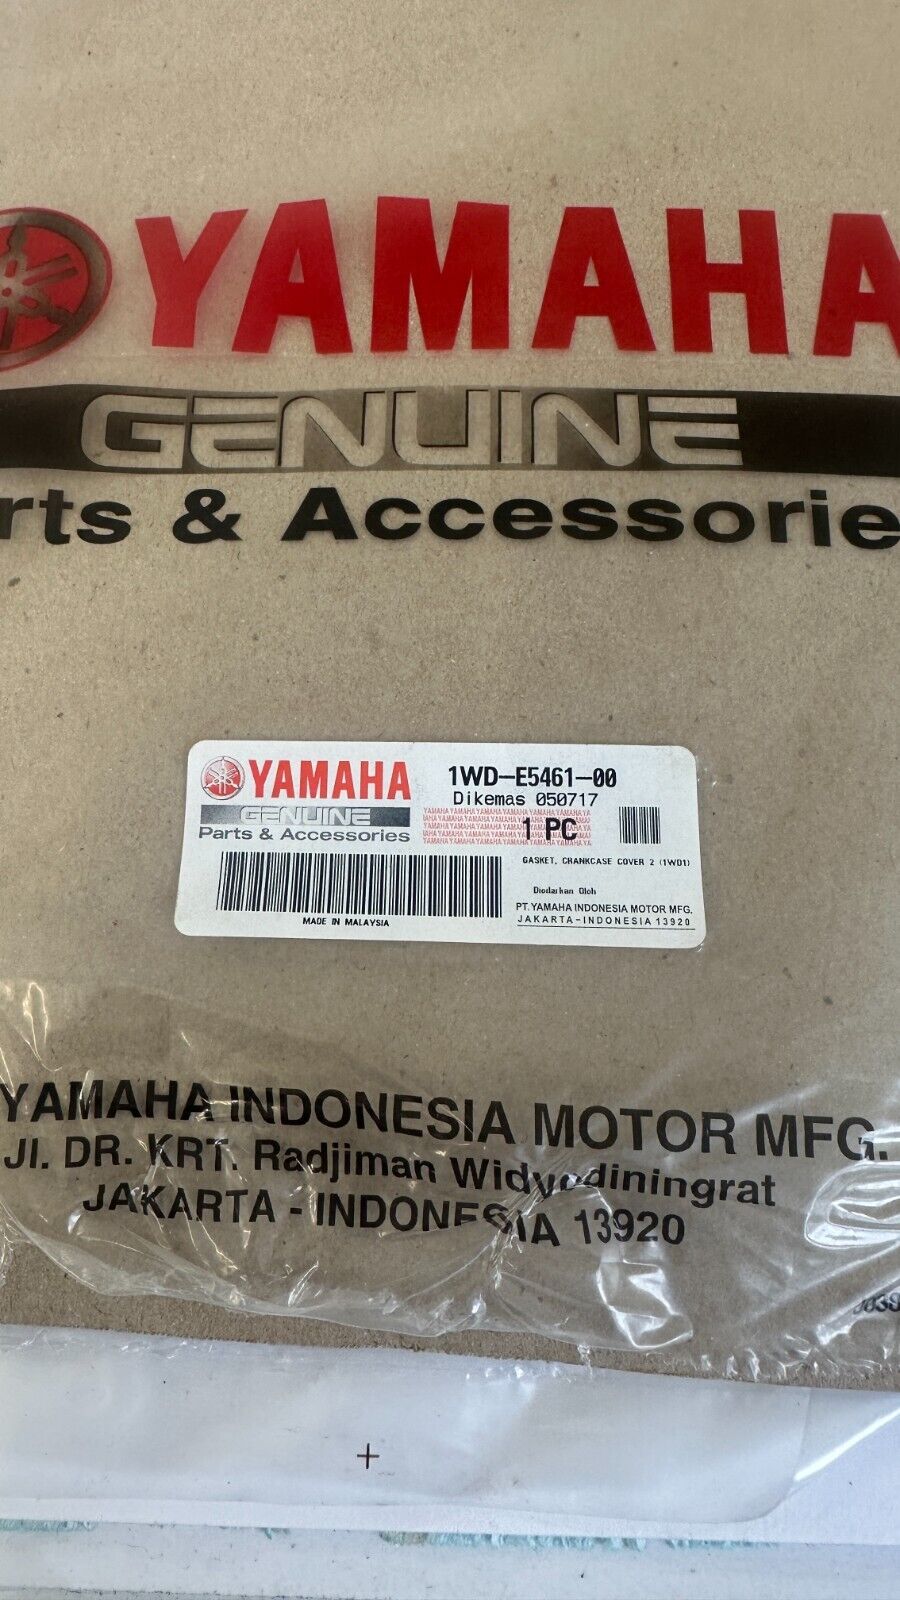 YAMAHA
GENUINE
rts & Accessorie
YAMAHA
GENUINE
Parts & Accessories
1WD-E5461-00
Dikemas 050717
1 PC
GASKET, CRANKCASE COVER 2 (1WD1)
Diedarkan Oleh
PT. YAMAHA INDONESIA MOTOR MFG.
JAKARTA-INDONESIA 13920
MADE IN MALAYSIA
YAMAHA INDONESIA MOTOR MFG.
Jl. DR. KRT. Radjiman Widyodiningrat
JAKARTA - INDONESIA 13920